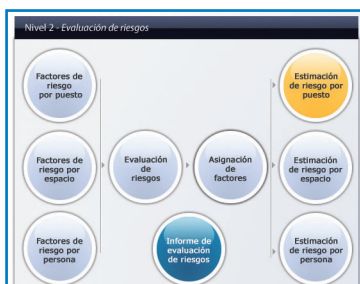 Nivel 2 - Evaluación de riesgos
Factores de
riesgo
por puesto
Estimación
de riesgo por
puesto
Factores de
riesgo por
espacio
Evaluación
de
riesgos
Asignación
de
factores
Estimación
de riesgo por
espacio
Factores de
riesgo por
persona
Informe de
evaluación
de riesgos
Estimación
de riesgo por
persona